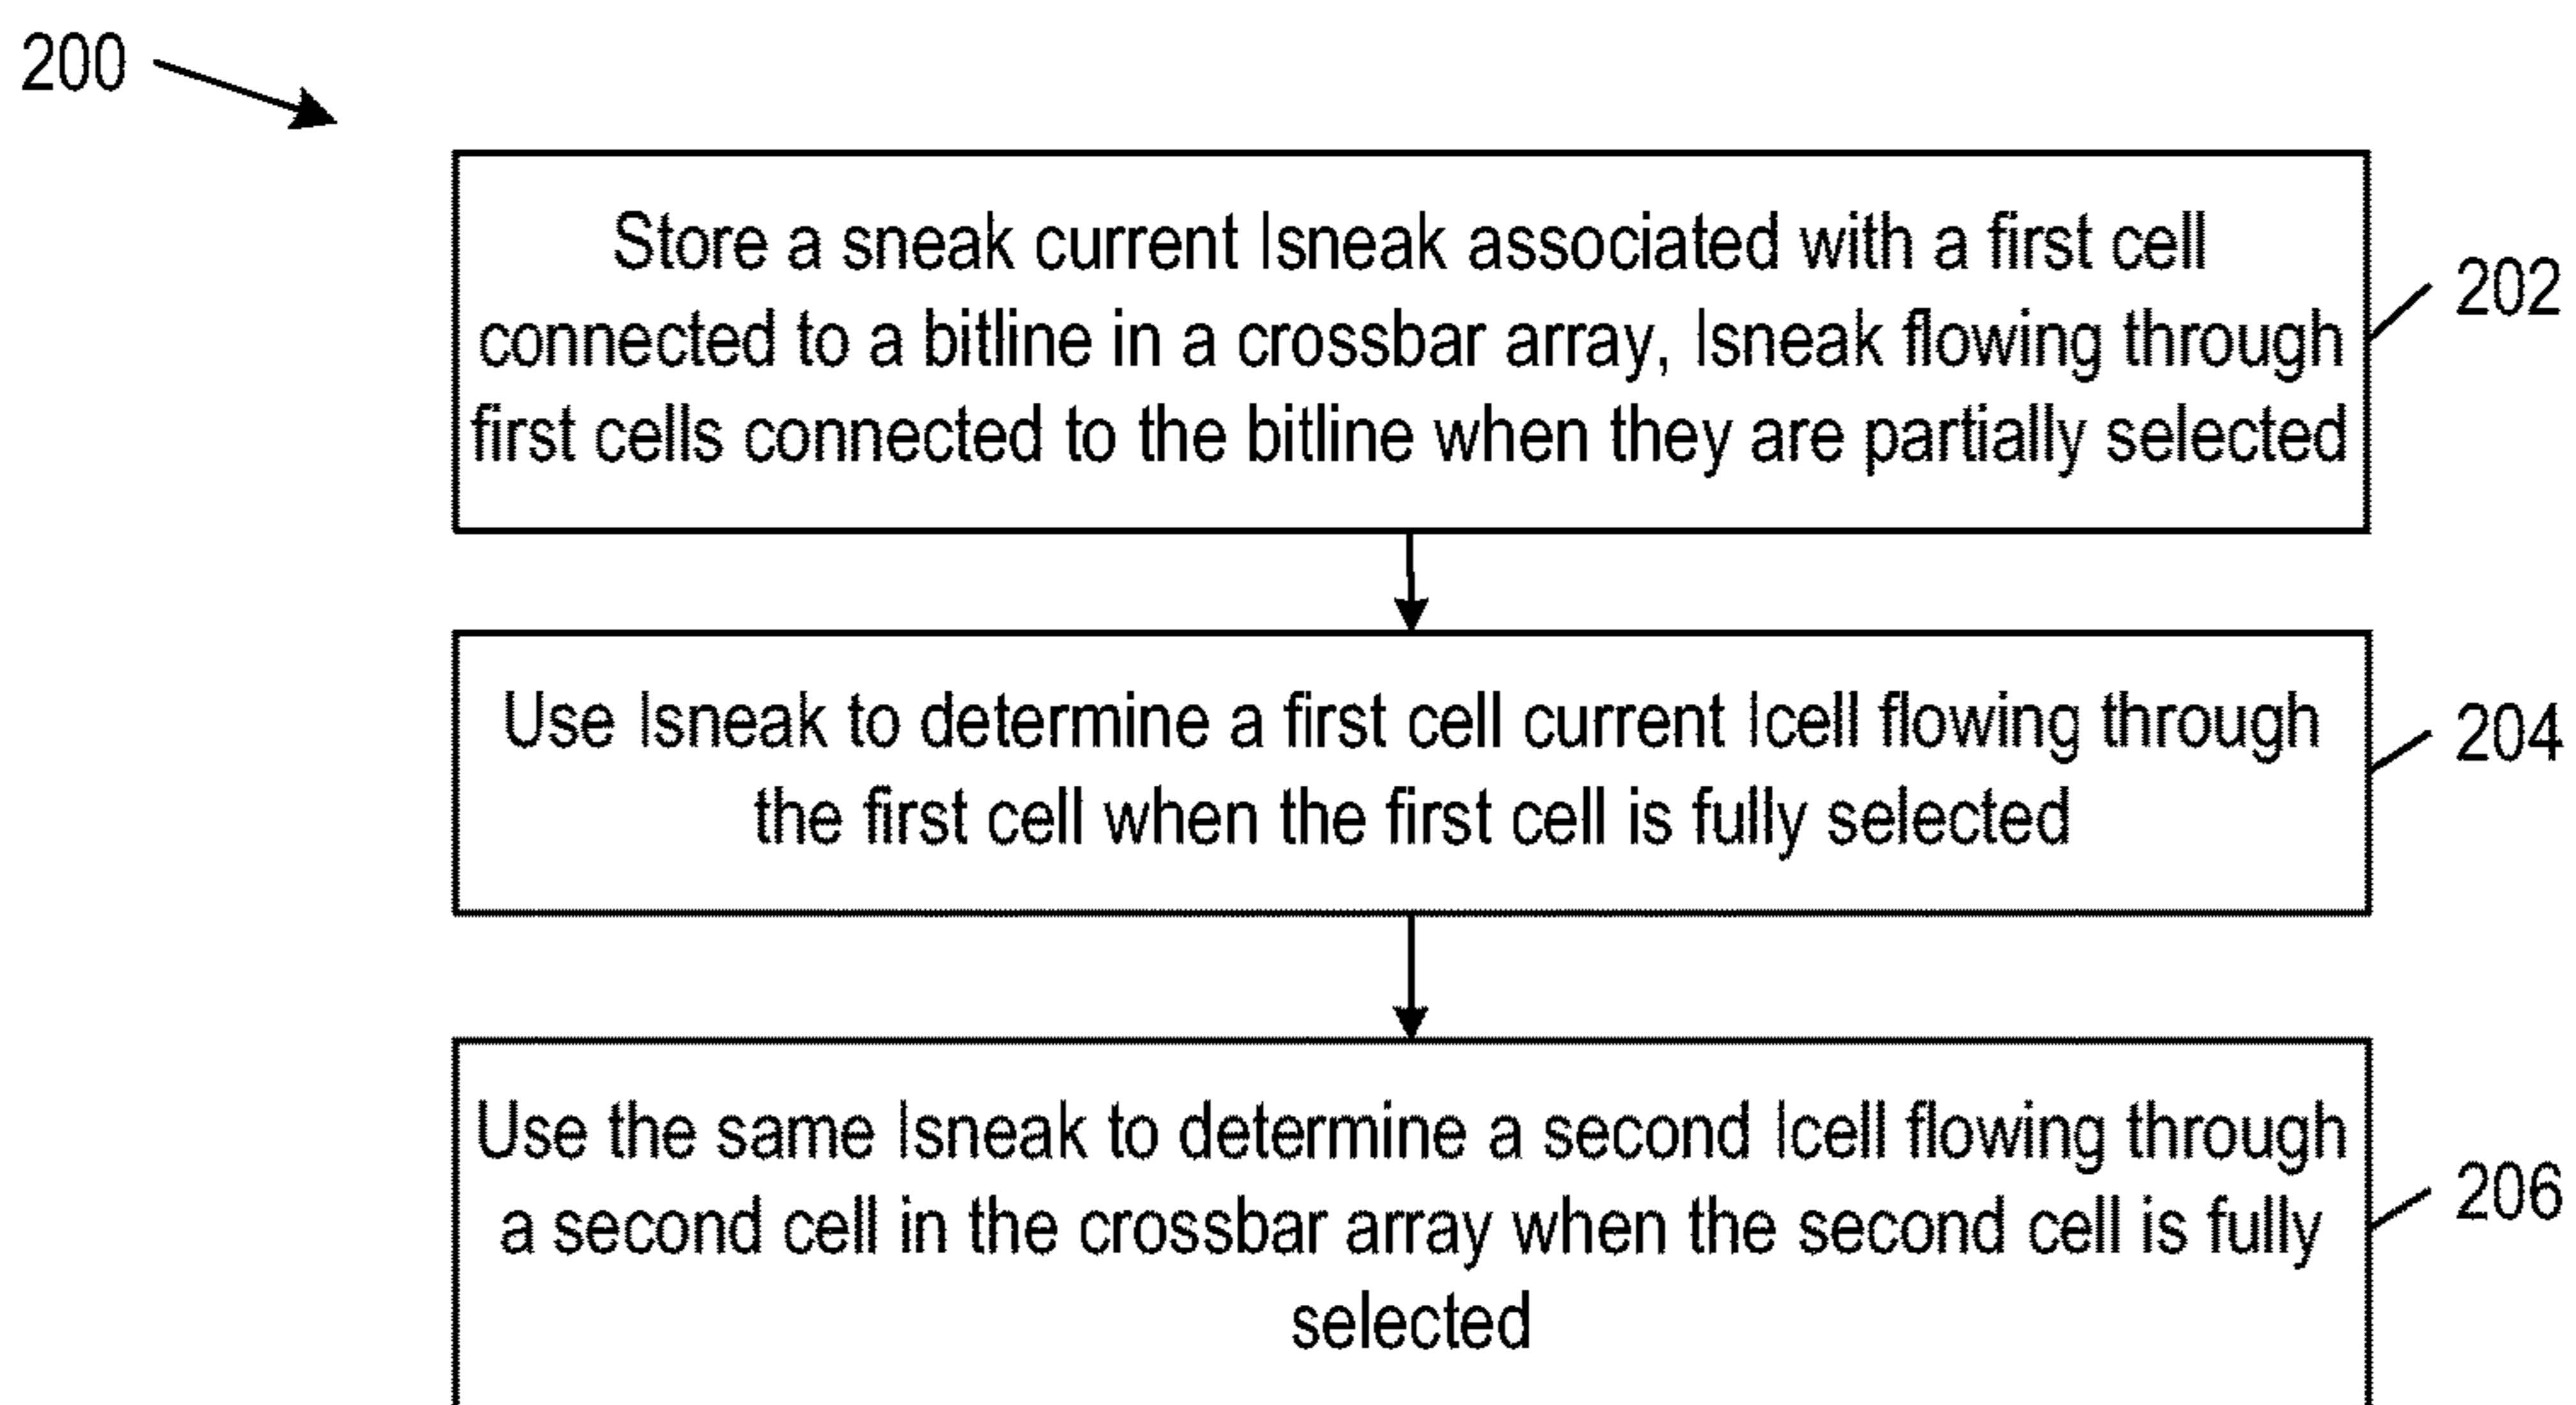 200
Store a sneak current Isneak associated with a first cell
connected to a bitline in a crossbar array, Isneak flowing through
first cells connected to the bitline when they are partially selected
202
Use Isneak to determine a first cell current Icell flowing through
the first cell when the first cell is fully selected
204
Use the same Isneak to determine a second Icell flowing through
a second cell in the crossbar array when the second cell is fully
selected
206